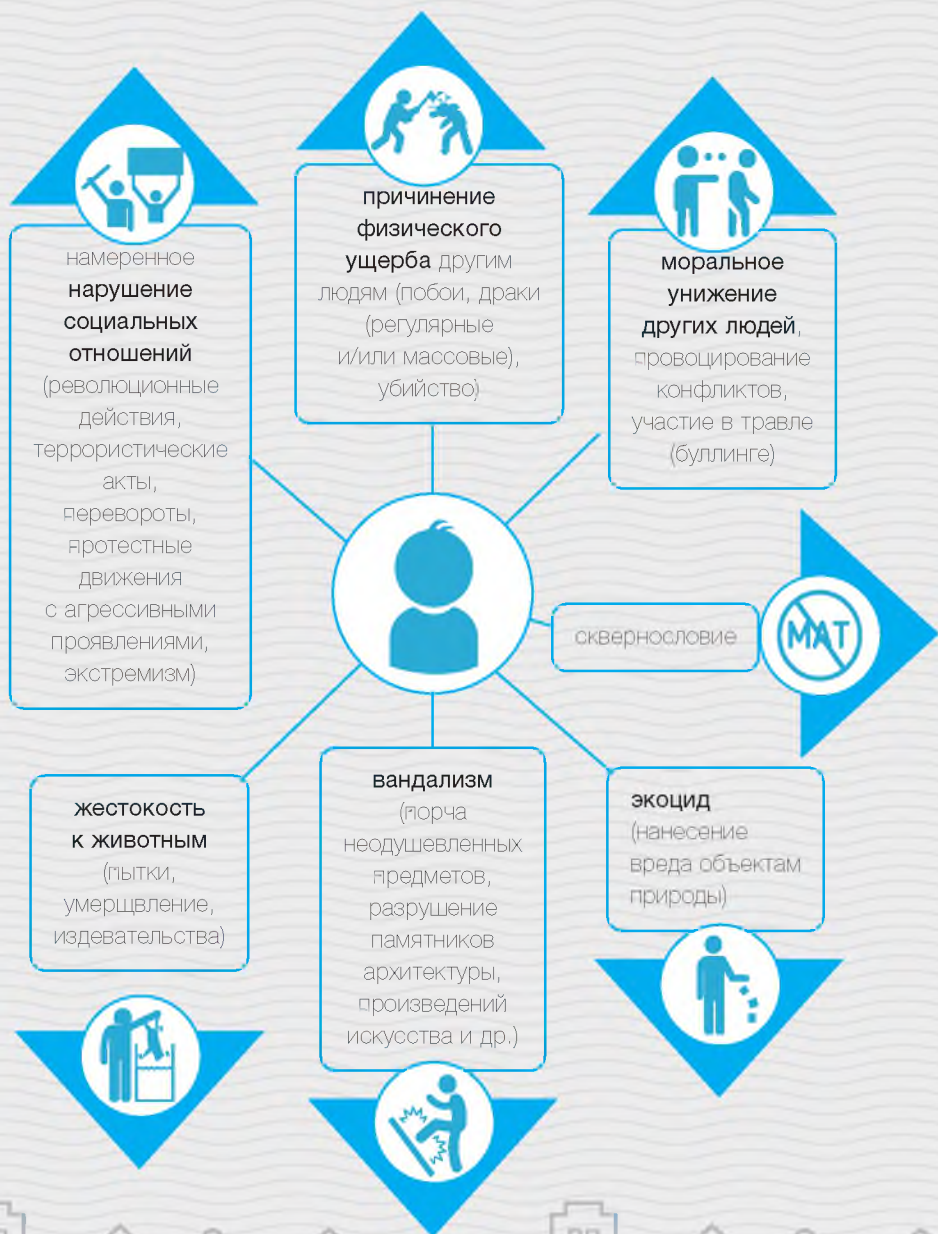 намеренное
нарушение
социальных
отношений
(революционные
действия,
террористические
акты,
перевороты,
протестные
движения
с агрессивными
проявлениями,
экстремизм)
причинение
физического
ущерба другим
людям (побои, драки
(регулярные
и/или массовые),
убийство)
моральное
унижение
других людей,
провоцирование
конфликтов,
участие в травле
(буллинге)
сквернословие
МАТ
жестокость
к животным
(пытки,
умерщвление,
издевательства)
вандализм
(порча
неодушевленных
предметов,
разрушение
памятников
архитектуры,
произведений
искусства и др.)
экоцид
(нанесение
вреда объектам
природы)